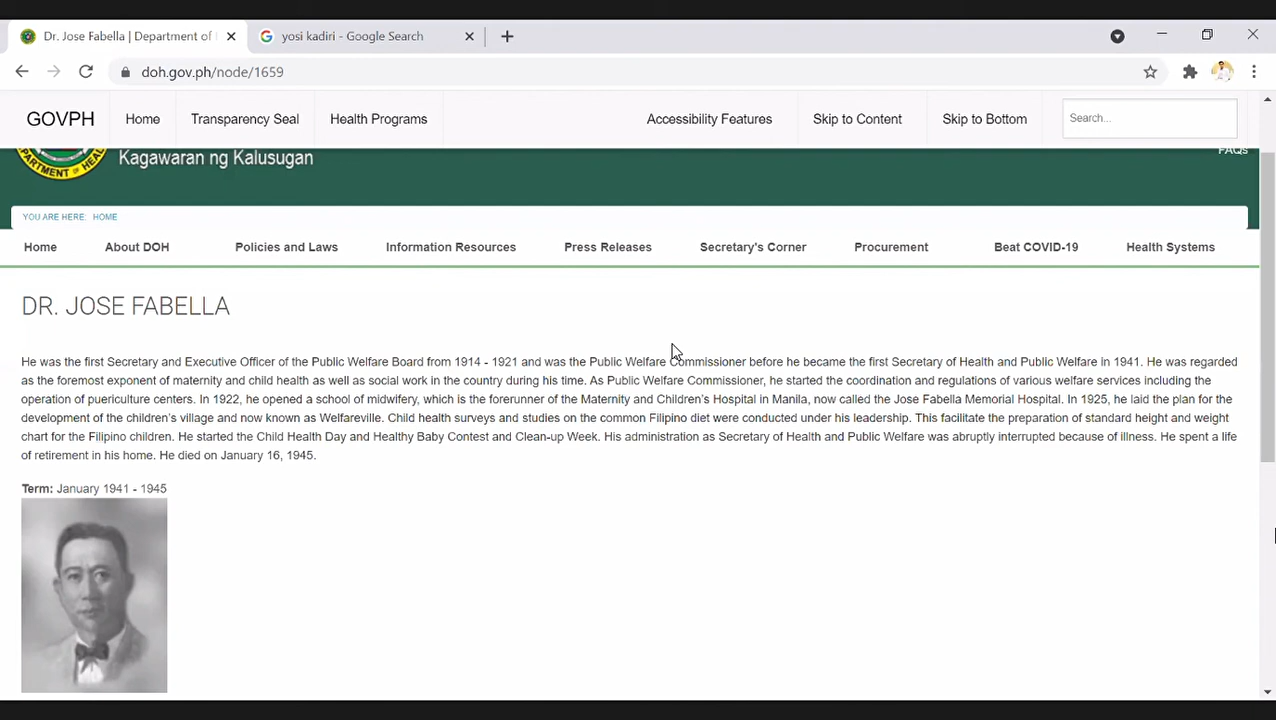 Dr. Jose Fabella | Department of
yosi kadiri - Google Search
doh.gov.ph/node/1659
GOVPH Home Transparency Seal Health Programs Accessibility Features Skip to Content Skip to Bottom Search...
DEPARTMENT OF HEALTH
Kagawaran ng Kalusugan
FAQs
YOU ARE HERE: HOME
Home About DOH Policies and Laws Information Resources Press Releases Secretary's Corner Procurement Beat COVID-19 Health Systems
DR. JOSE FABELLA
He was the first Secretary and Executive Officer of the Public Welfare Board from 1914 - 1921 and was the Public Welfare Commissioner before he became the first Secretary of Health and Public Welfare in 1941. He was regarded
as the foremost exponent of maternity and child health as well as social work in the country during his time. As Public Welfare Commissioner, he started the coordination and regulations of various welfare services including the
operation of puericulture centers. In 1922, he opened a school of midwifery, which is the forerunner of the Maternity and Children's Hospital in Manila, now called the Jose Fabella Memorial Hospital. In 1925, he laid the plan for the
development of the children's village and now known as Welfareville. Child health surveys and studies on the common Filipino diet were conducted under his leadership. This facilitate the preparation of standard height and weight
chart for the Filipino children. He started the Child Health Day and Healthy Baby Contest and Clean-up Week. His administration as Secretary of Health and Public Welfare was abruptly interrupted because of illness. He spent a life
of retirement in his home. He died on January 16, 1945.
Term: January 1941 - 1945